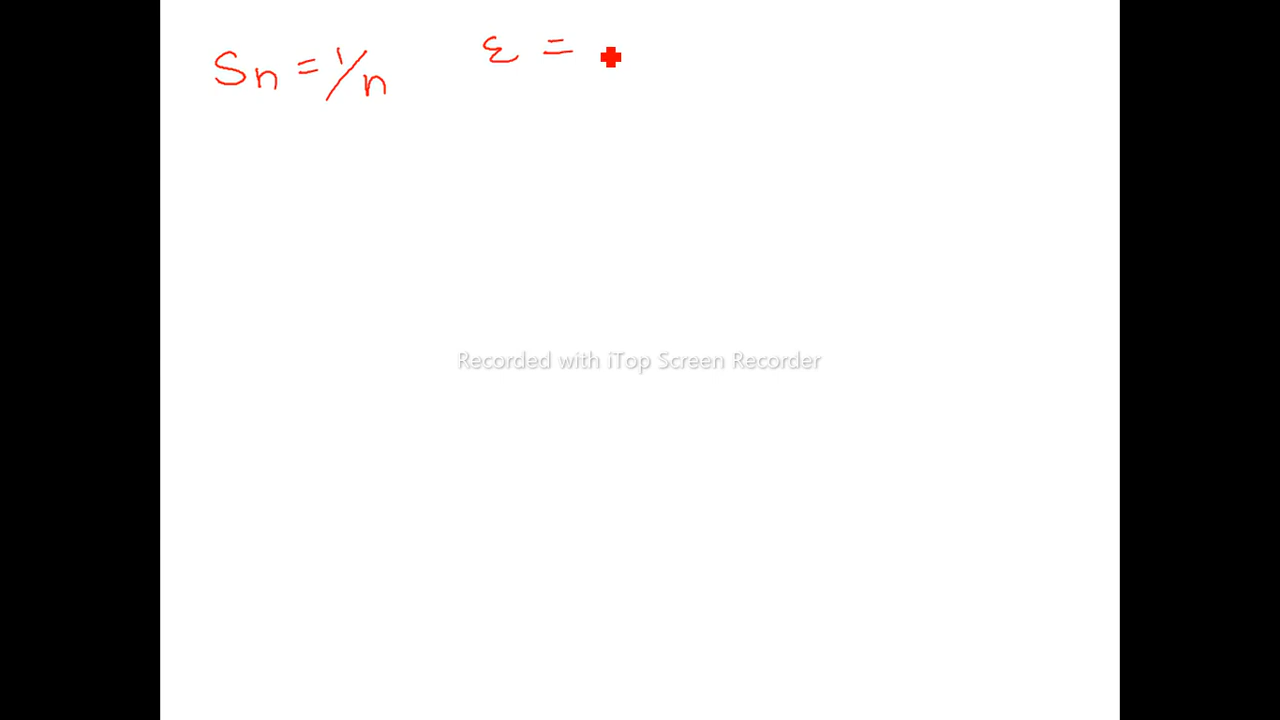 Sn = 1/n ε =
Recorded with iTop Screen Recorder